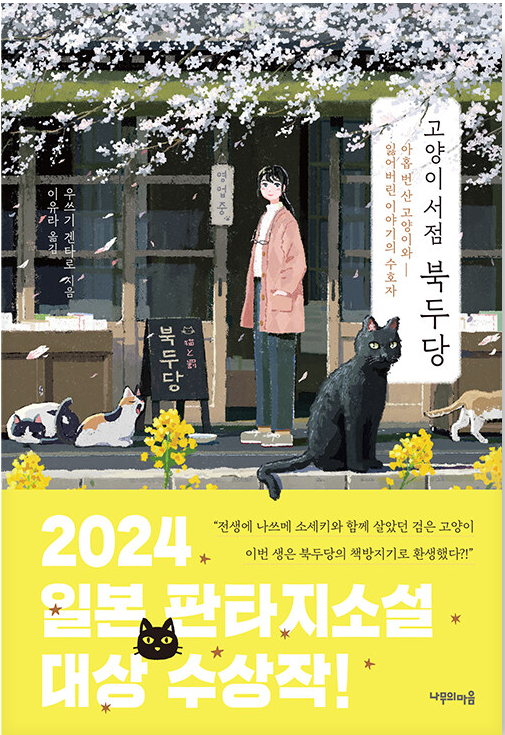 고양이 서점 북두당
아홉 번 산 고양이와 —
잃어버린 이야기의 수호자
우쓰기 겐타로 지음
이유라 옮김
영업중
북두당
2024
일본 판타지소설
대상 수상작!
“전생에 나쓰메 소세키와 함께 살았던 검은 고양이
이번 생은 북두당의 책방지기로 환생했다?!”
나무의마음